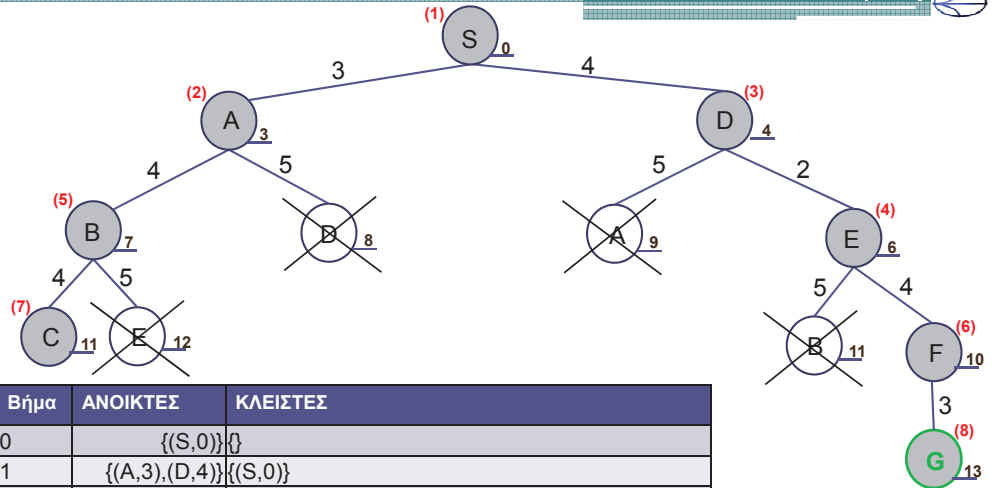 (1)
S 0
3 4
(2) (3)
A 3 D 4
4 5 5 2
(5) (4)
B 7 D 8 A 9 E 6
4 5 5 4
(7) (6)
C 11 E 12 B 11 F 10
3
Βήμα ΑΝΟΙΚΤΕΣ ΚΛΕΙΣΤΕΣ
0 {(S,0)} {}
1 {(A,3),(D,4)} {(S,0)}
(8)
G 13